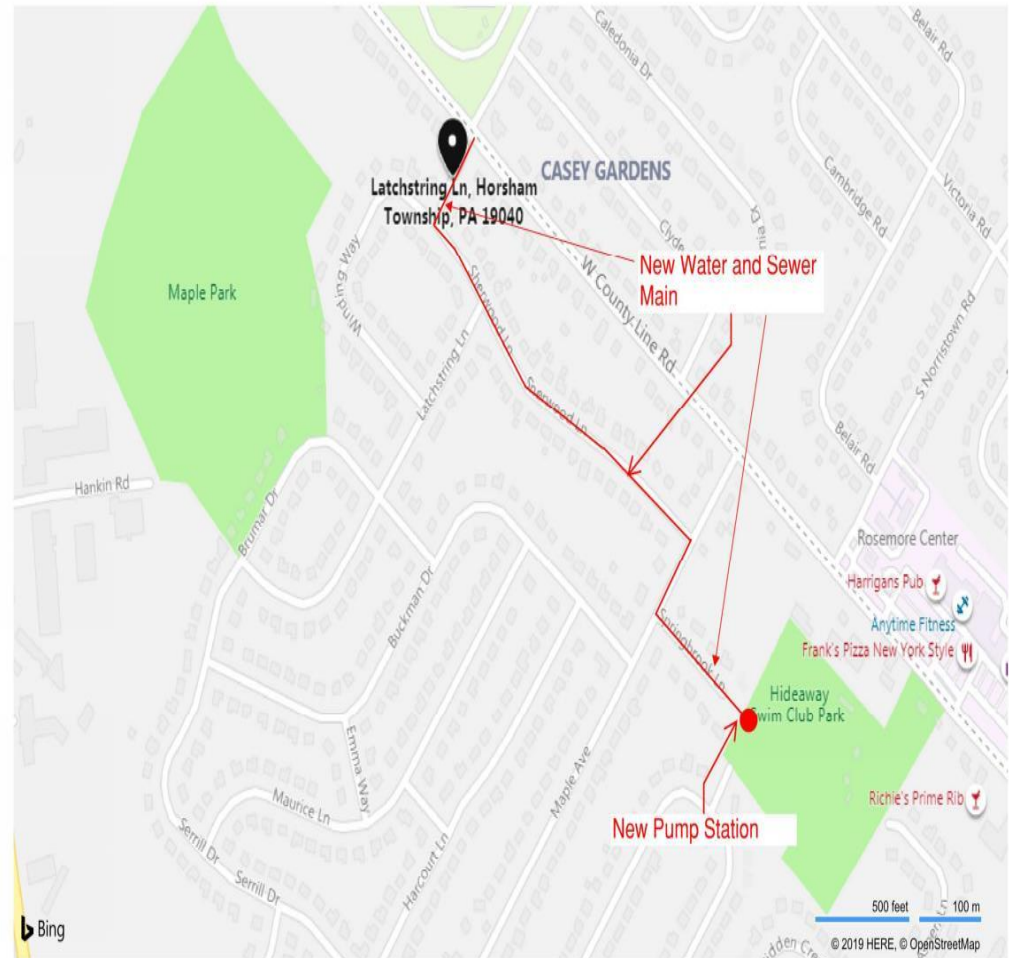 Caledonia Dr
Belair Rd
CASEY GARDENS
Latchstring Ln, Horsham
Township, PA 19040
Cambridge Rd
Victoria Rd
Clyde
nia Dr
New Water and Sewer
Main
W County Line Rd
Winding Way
Sherwood Ln
Maple Park
Latchstring Ln
S Norristown Rd
Sherwood Ln
Belair Rd
Hankin Rd
Brumar Dr
Rosemore Center
Harrigans Pub
Buckman Dr
Anytime Fitness
Springbrook Ln
Frank's Pizza New York Style
Hideaway
Swim Club Park
Emma Way
Maple Ave
Maurice Ln
Richie's Prime Rib
New Pump Station
Serrill Dr
Harcourt Ln
Serrill Dr
500 feet 100 m
Bing
© 2019 HERE, © OpenStreetMap